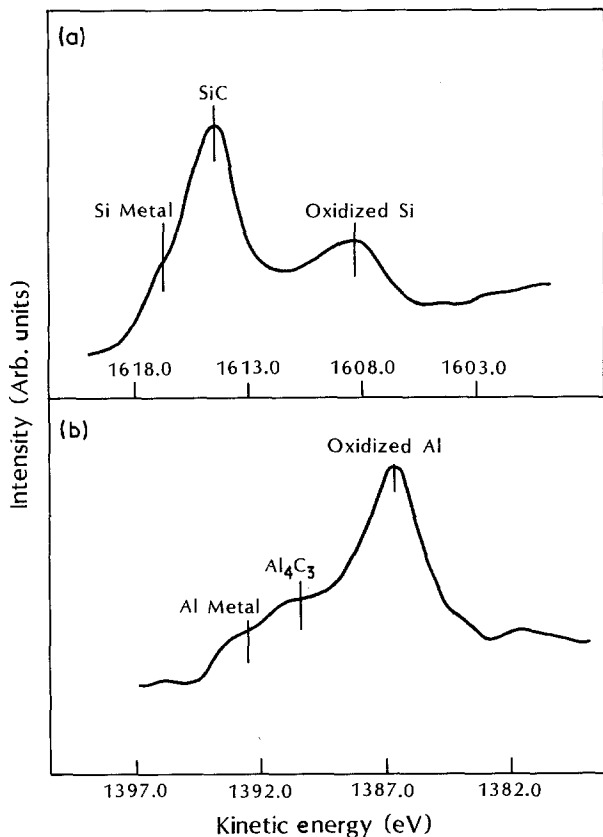 (a)
SiC
Si Metal
Oxidized Si
1618.0 1613.0 1608.0 1603.0
Intensity (Arb. units)
(b)
Oxidized Al
Al₄C₃
Al Metal
1397.0 1392.0 1387.0 1382.0
Kinetic energy (eV)